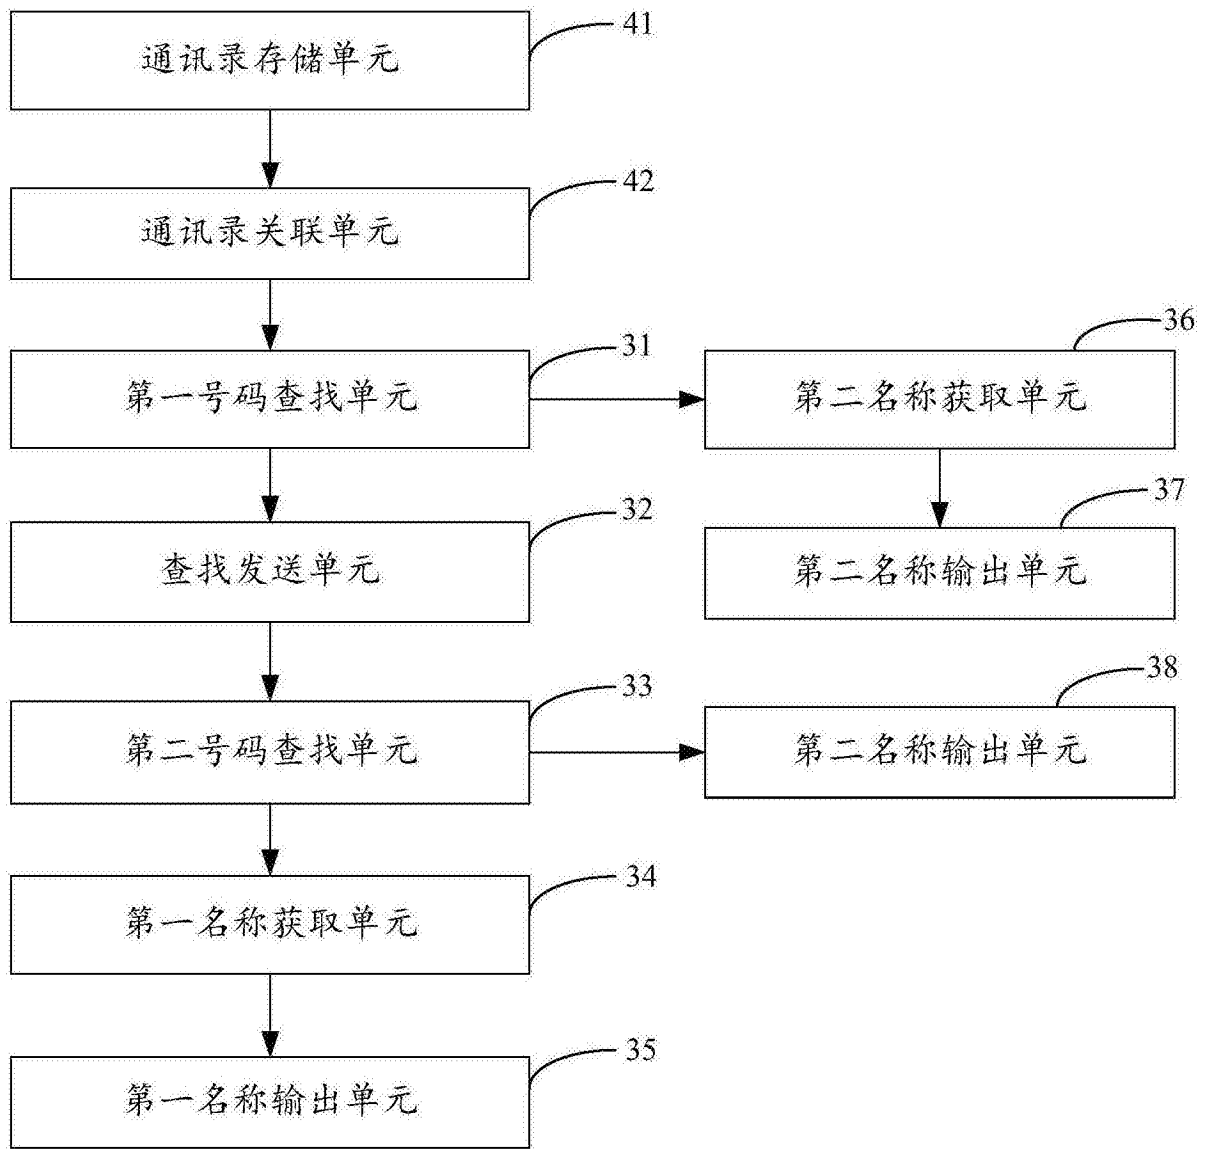 通讯录存储单元
41
通讯录关联单元
42
第一号码查找单元
31
第二名称获取单元
36
查找发送单元
32
第二名称输出单元
37
第二号码查找单元
33
第二名称输出单元
38
第一名称获取单元
34
第一名称输出单元
35